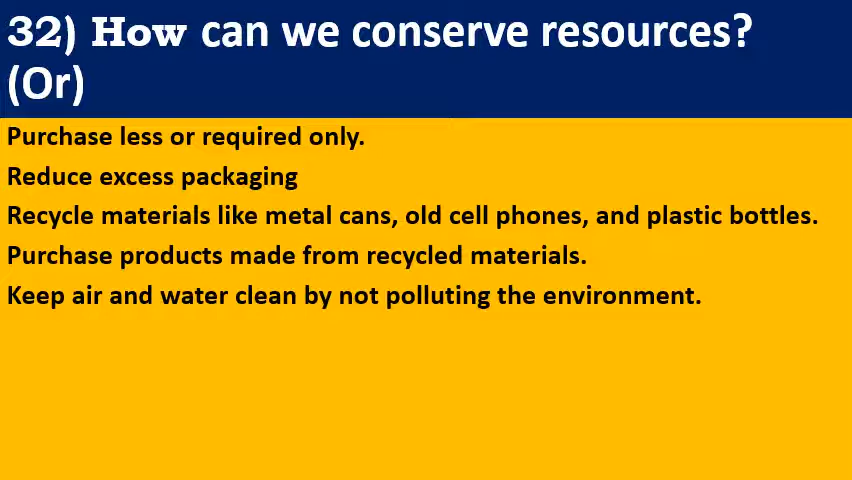 32) How can we conserve resources?
(Or)
Purchase less or required only.
Reduce excess packaging
Recycle materials like metal cans, old cell phones, and plastic bottles.
Purchase products made from recycled materials.
Keep air and water clean by not polluting the environment.